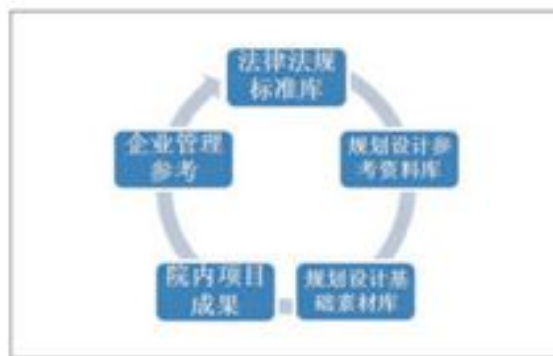 法律法规
标准库
规划设计参
考资料库
规划设计基
础素材库
院内项目
成果
企业管理
参考